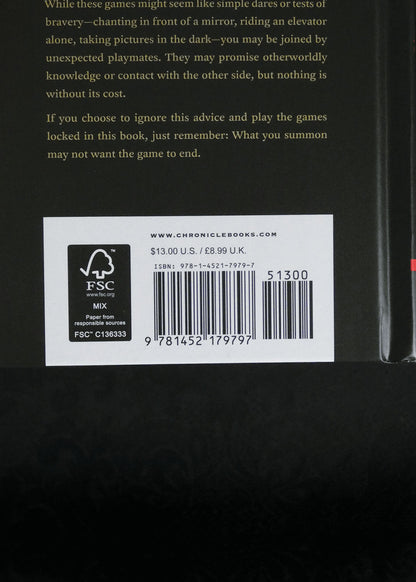 While these games might seem like simple dares or tests of
bravery—chanting in front of a mirror, riding an elevator
alone, taking pictures in the dark—you may be joined by
unexpected playmates. They may promise otherworldly
knowledge or contact with the other side, but nothing is
without its cost.
If you choose to ignore this advice and play the games
locked in this book, just remember: What you summon
may not want the game to end.
WWW.CHRONICLEBOOKS.COM
$13.00 U.S. / £8.99 U.K.
ISBN: 978-1-4521-7979-7
51300
9 781452 179797
™
FSC
www.fsc.org
MIX
Paper from
responsible sources
FSC™ C136333